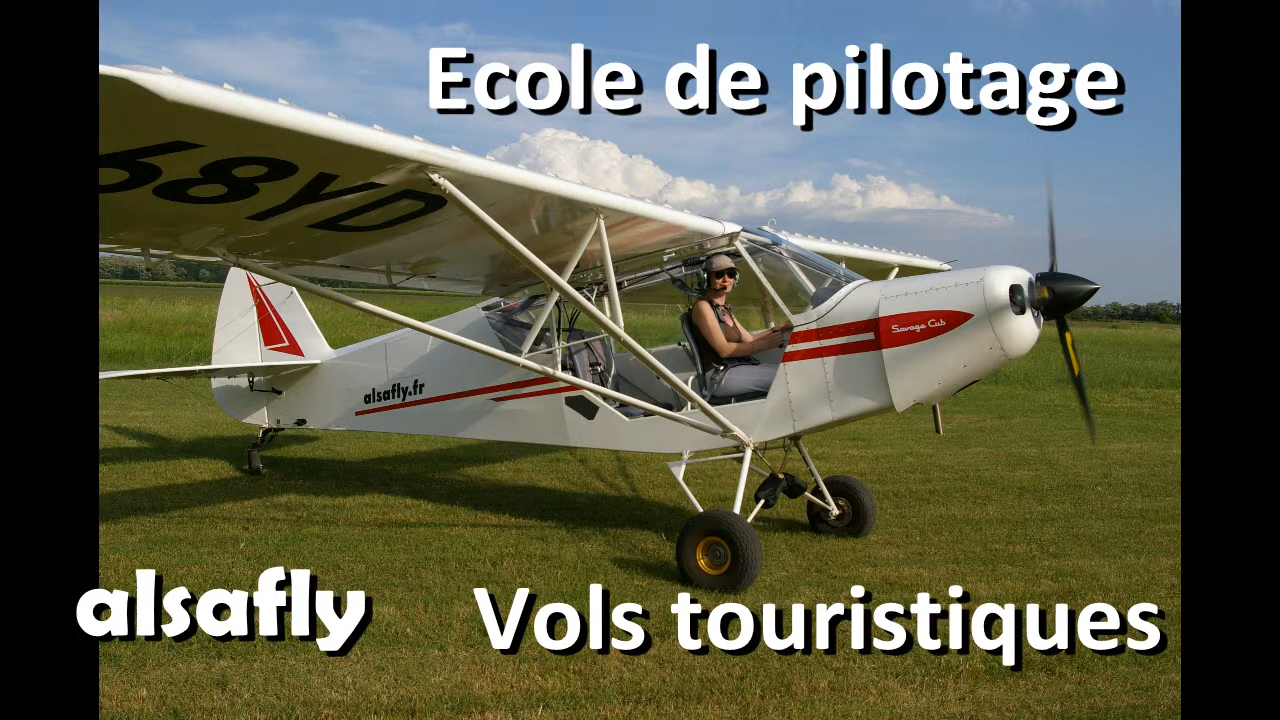 Ecole de pilotage
68YD
Savage Cub
alsafly.fr
alsafly
Vols touristiques